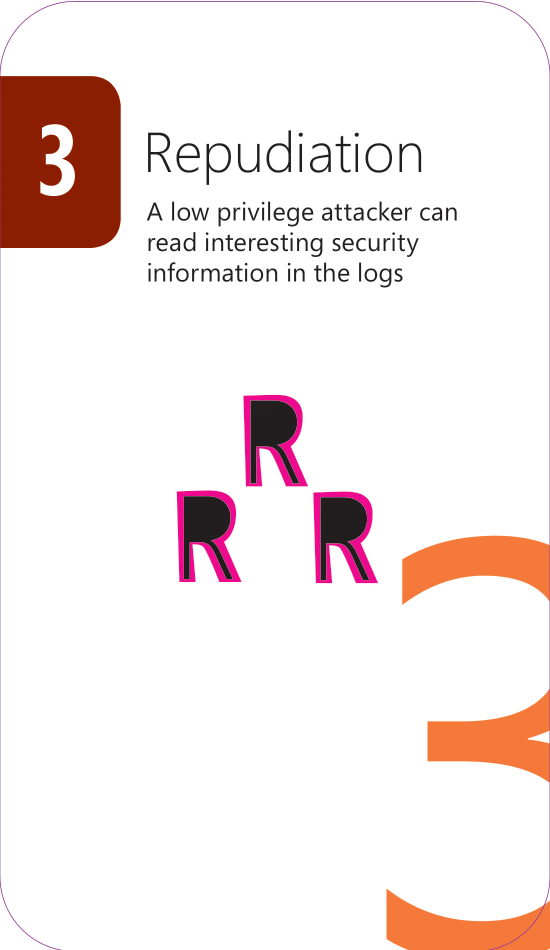 3
Repudiation
A low privilege attacker can
read interesting security
information in the logs
R
R R
3